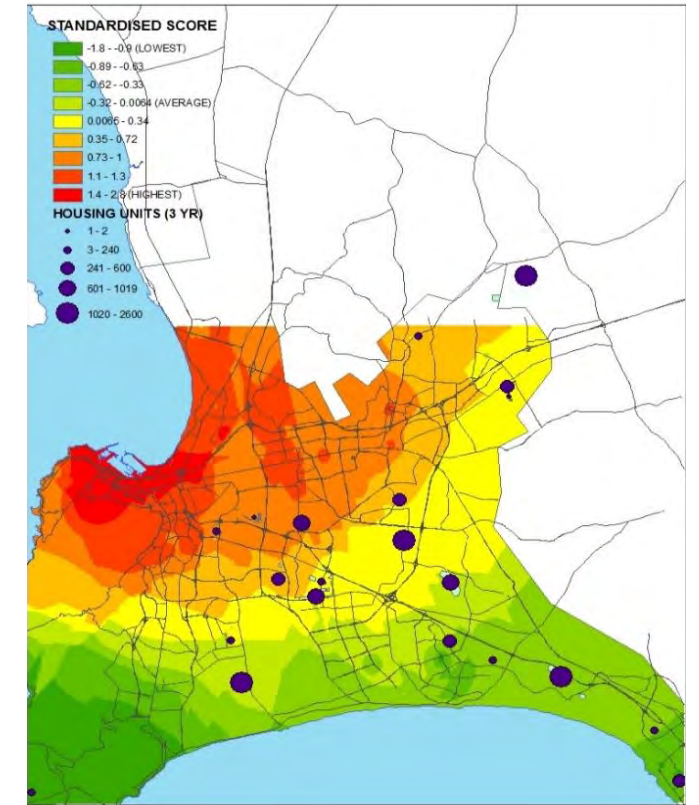 STANDARDISED SCORE
-1.8 - -0.9 (LOWEST)
-0.89 - -0.63
-0.62 - -0.33
-0.32 - 0.0064 (AVERAGE)
0.0065 - 0.34
0.35 - 0.72
0.73 - 1
1.1 - 1.3
1.4 - 2.8 (HIGHEST)
HOUSING UNITS (3 YR)
1 - 2
3 - 240
241 - 600
601 - 1019
1020 - 2600